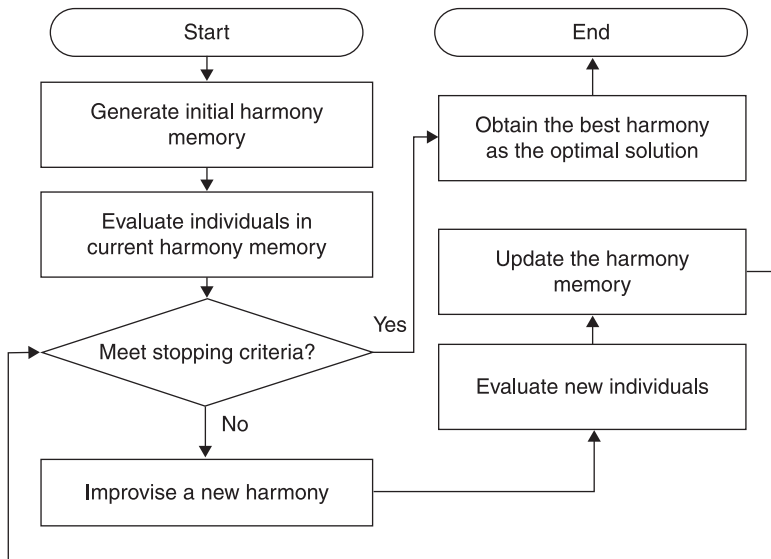 Start
Generate initial harmony
memory
Evaluate individuals in
current harmony memory
Meet stopping criteria?
Yes
No
Improvise a new harmony
Evaluate new individuals
Update the harmony
memory
Obtain the best harmony
as the optimal solution
End